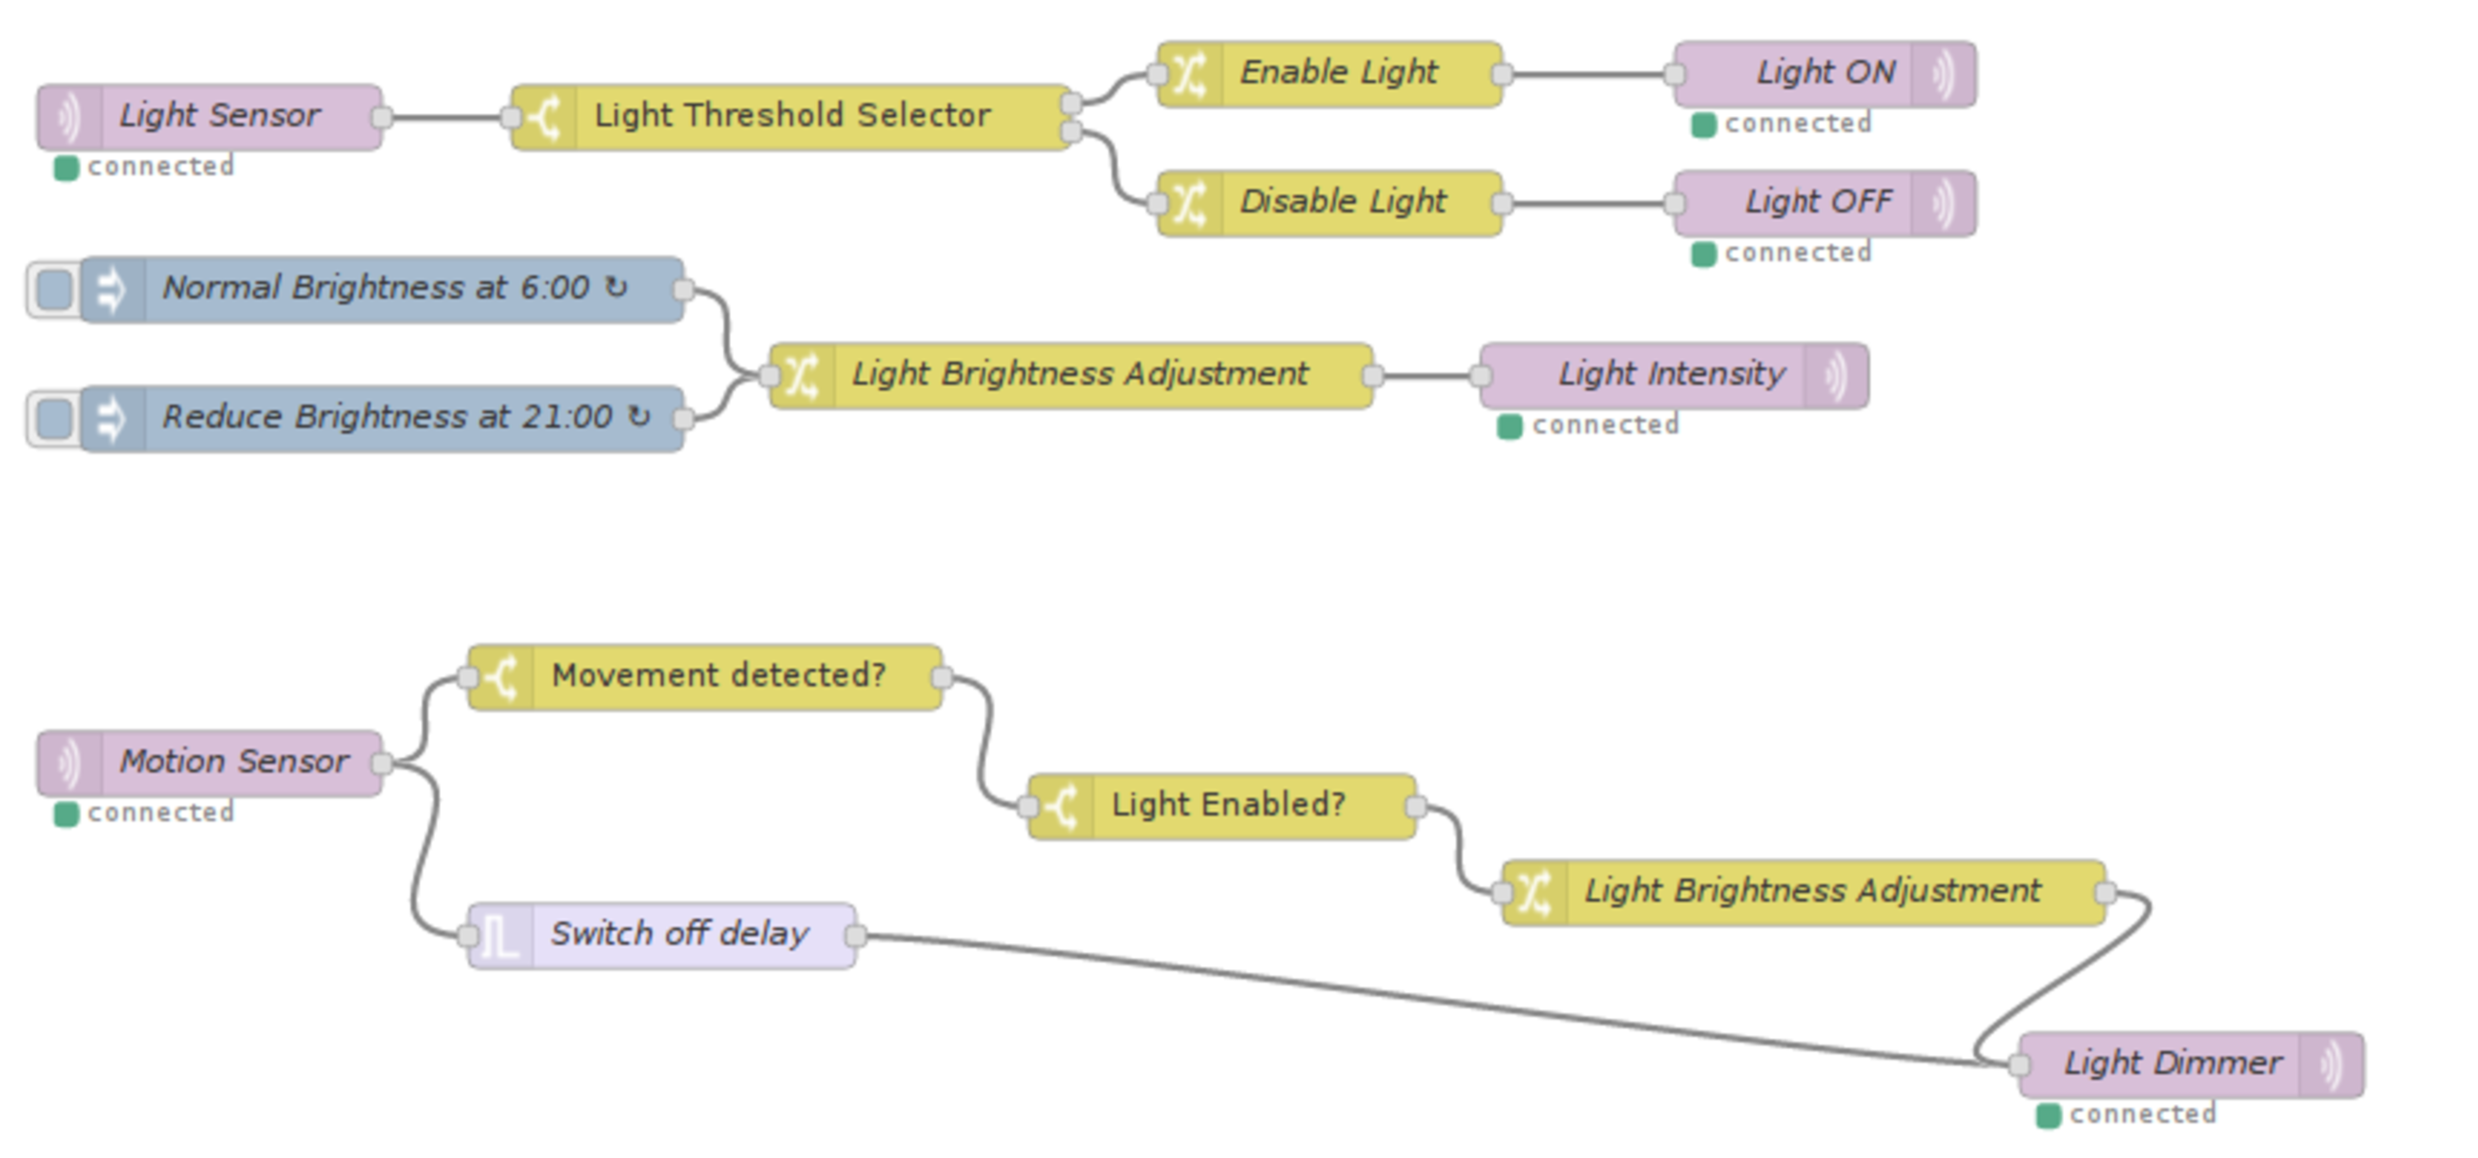 Light Sensor
connected
Light Threshold Selector
Enable Light
Light ON
connected
Disable Light
Light OFF
connected
Normal Brightness at 6:00 ↻
Reduce Brightness at 21:00 ↻
Light Brightness Adjustment
Light Intensity
connected
Movement detected?
Motion Sensor
connected
Light Enabled?
Light Brightness Adjustment
Switch off delay
Light Dimmer
connected